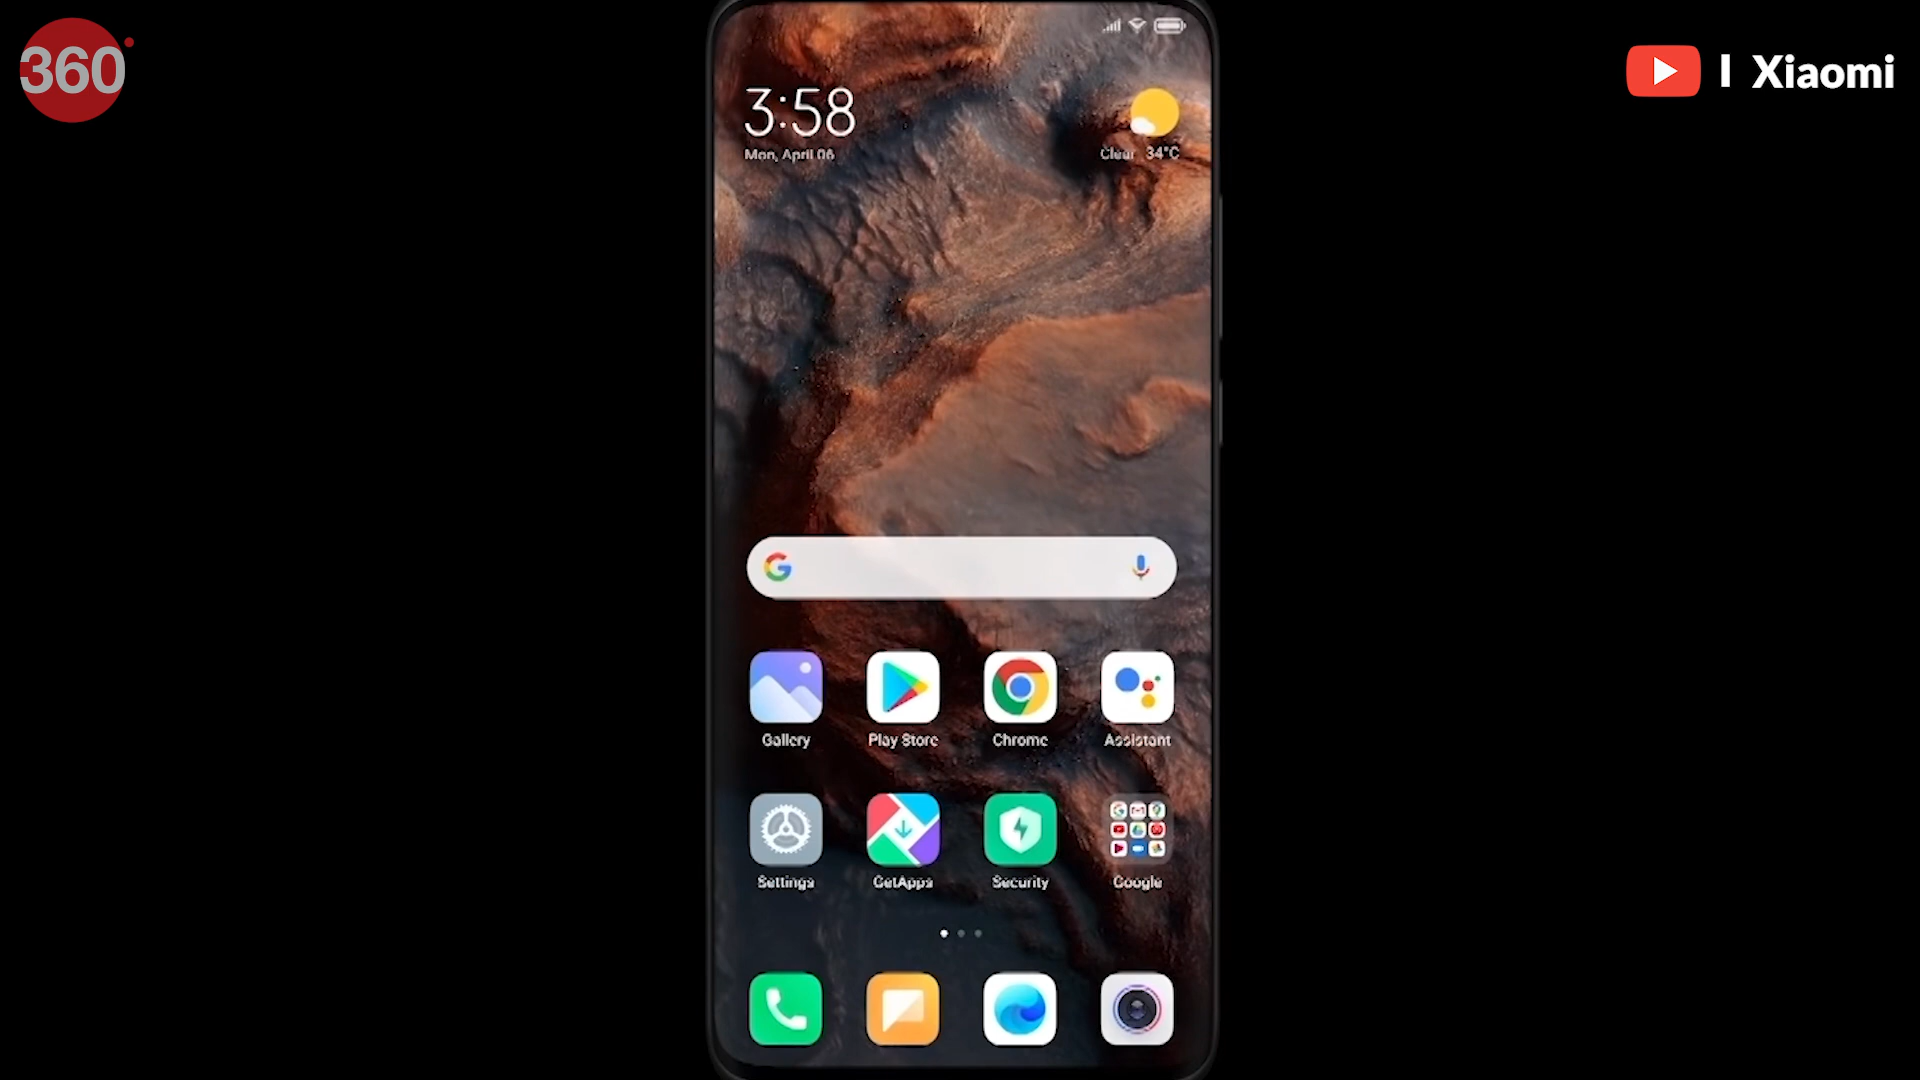 360
I Xiaomi
3:58
Mon, April 06
Clear 34°C
Gallery
Play Store
Chrome
Assistant
Settings
GetApps
Security
Google